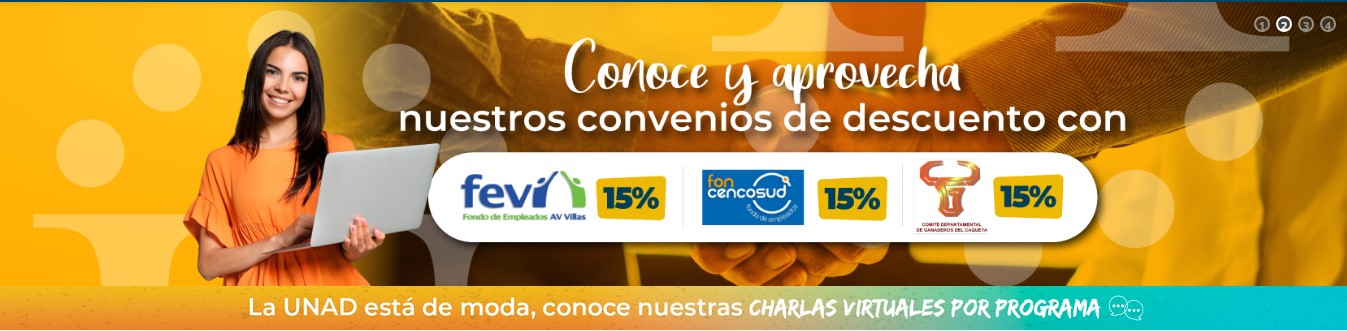 1 2 3 4
Conoce y aprovecha
nuestros convenios de descuento con
fevi
Fondo de Empleados AV Villas
15%
fon
cencosud
fondo de empleados
15%
COMITÉ DEPARTAMENTAL
DE GANADEROS DEL CAQUETA
15%
La UNAD está de moda, conoce nuestras CHARLAS VIRTUALES POR PROGRAMA